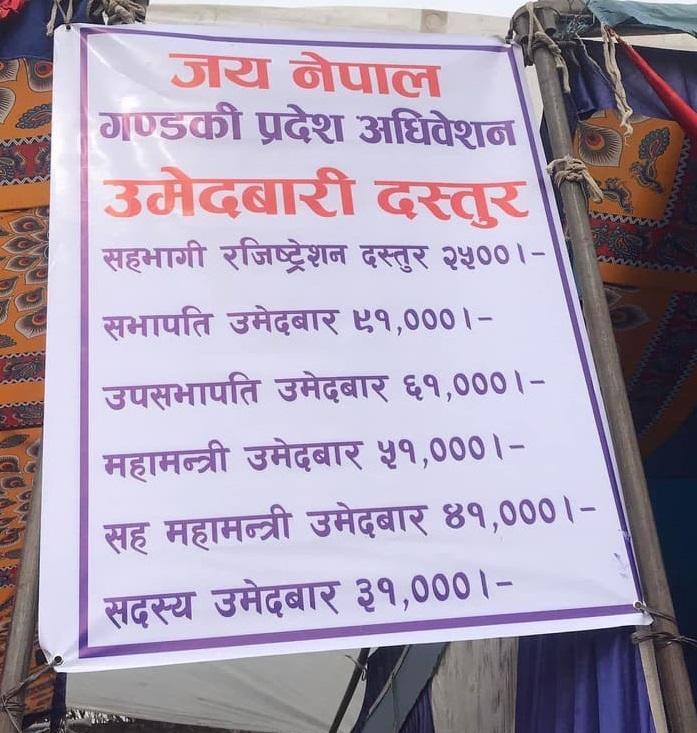 जय नेपाल
गण्डकी प्रदेश अधिवेशन
उमेदबारी दस्तुर
सहभागी रजिष्ट्रेशन दस्तुर २५००।-
सभापति उमेदबार ९१,०००।-
उपसभापति उमेदबार ६१,०००।-
महामन्त्री उमेदबार ५१,०००।-
सह महामन्त्री उमेदबार ४१,०००।-
सदस्य उमेदबार ३१,०००।-